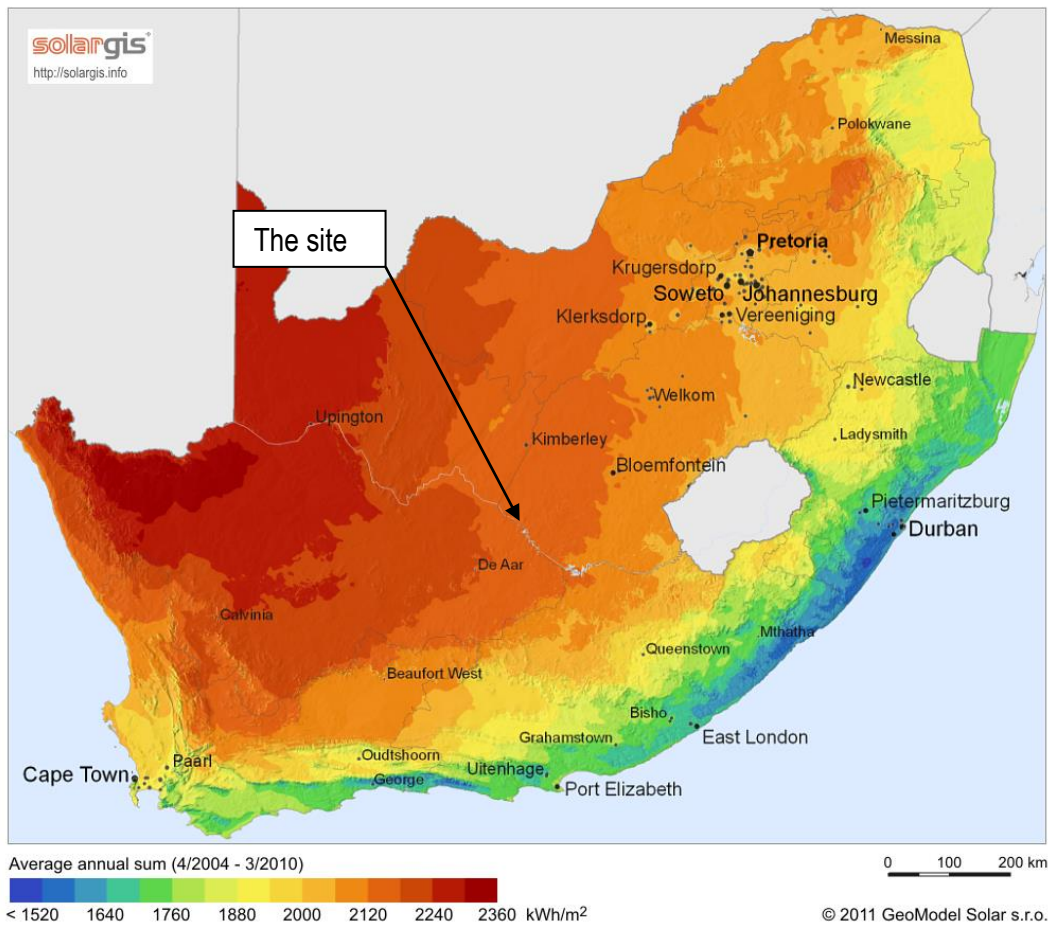 solargis
http://solargis.info
Messina
Polokwane
The site
Pretoria
Krugersdorp
Soweto
Johannesburg
Klerksdorp
Vereeniging
Newcastle
Welkom
Upington
Kimberley
Ladysmith
Bloemfontein
Pietermaritzburg
Durban
De Aar
Calvinia
Mthatha
Queenstown
Beaufort West
Bisho
Grahamstown
East London
Oudtshoorn
Paarl
Cape Town
George
Uitenhage
Port Elizabeth
Average annual sum (4/2004 - 3/2010)
0 100 200 km
< 1520 1640 1760 1880 2000 2120 2240 2360 kWh/m2
© 2011 GeoModel Solar s.r.o.